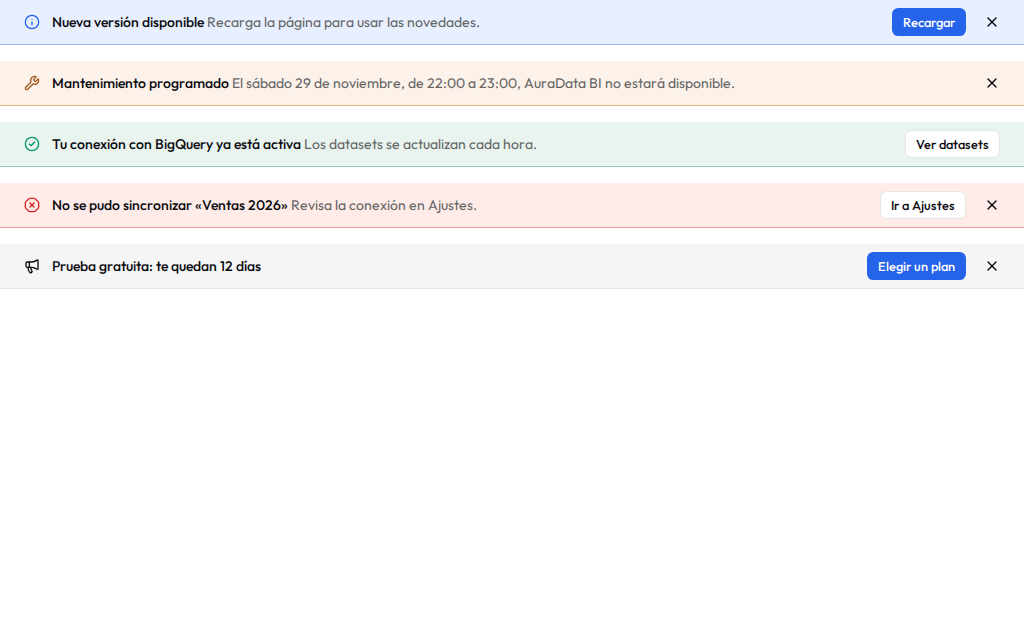 Nueva versión disponible Recarga la página para usar las novedades. Recargar
Mantenimiento programado El sábado 29 de noviembre, de 22:00 a 23:00, AuraData BI no estará disponible.
Tu conexión con BigQuery ya está activa Los datasets se actualizan cada hora. Ver datasets
No se pudo sincronizar «Ventas 2026» Revisa la conexión en Ajustes. Ir a Ajustes
Prueba gratuita: te quedan 12 días Elegir un plan